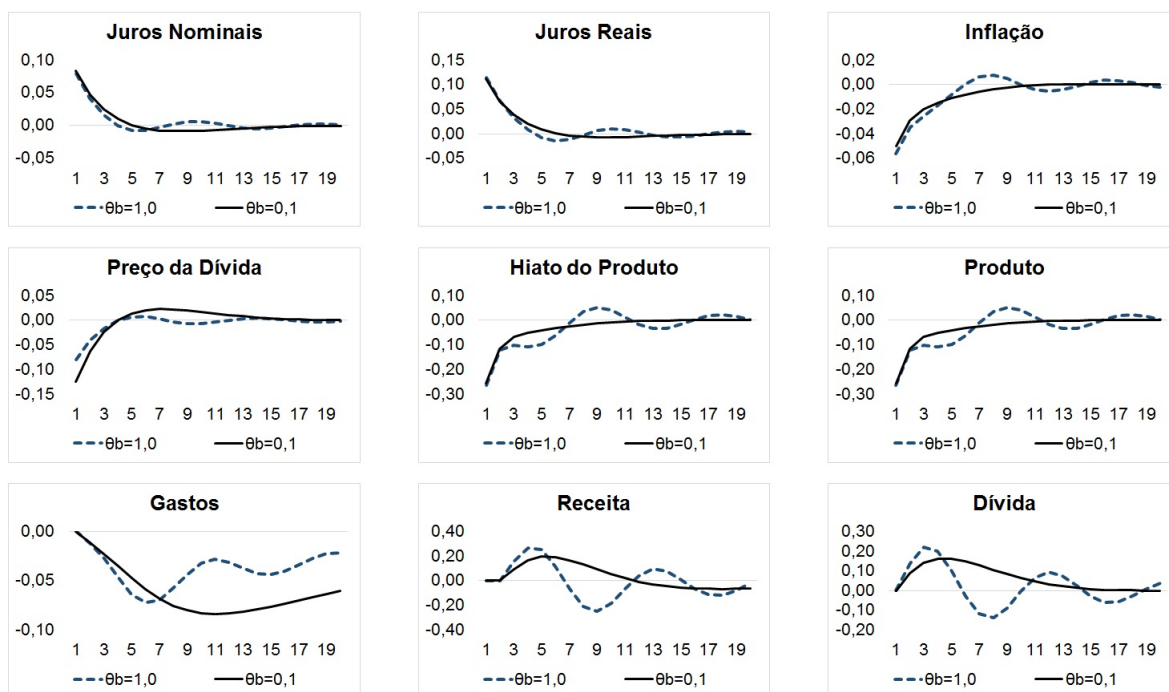 Juros Nominais
0,10
0,05
0,00
-0,05
1 3 5 7 9 11 13 15 17 19
θb=1,0 θb=0,1
Juros Reais
0,15
0,10
0,05
0,00
-0,05
1 3 5 7 9 11 13 15 17 19
θb=1,0 θb=0,1
Inflação
0,02
0,00
-0,02
-0,04
-0,06
1 3 5 7 9 11 13 15 17 19
θb=1,0 θb=0,1
Preço da Dívida
0,05
0,00
-0,05
-0,10
-0,15
1 3 5 7 9 11 13 15 17 19
θb=1,0 θb=0,1
Hiato do Produto
0,10
0,00
-0,10
-0,20
-0,30
1 3 5 7 9 11 13 15 17 19
θb=1,0 θb=0,1
Produto
0,10
0,00
-0,10
-0,20
-0,30
1 3 5 7 9 11 13 15 17 19
θb=1,0 θb=0,1
Gastos
0,00
-0,05
-0,10
1 3 5 7 9 11 13 15 17 19
θb=1,0 θb=0,1
Receita
0,40
0,20
0,00
-0,20
-0,40
1 3 5 7 9 11 13 15 17 19
θb=1,0 θb=0,1
Dívida
0,30
0,20
0,10
0,00
-0,10
-0,20
1 3 5 7 9 11 13 15 17 19
θb=1,0 θb=0,1